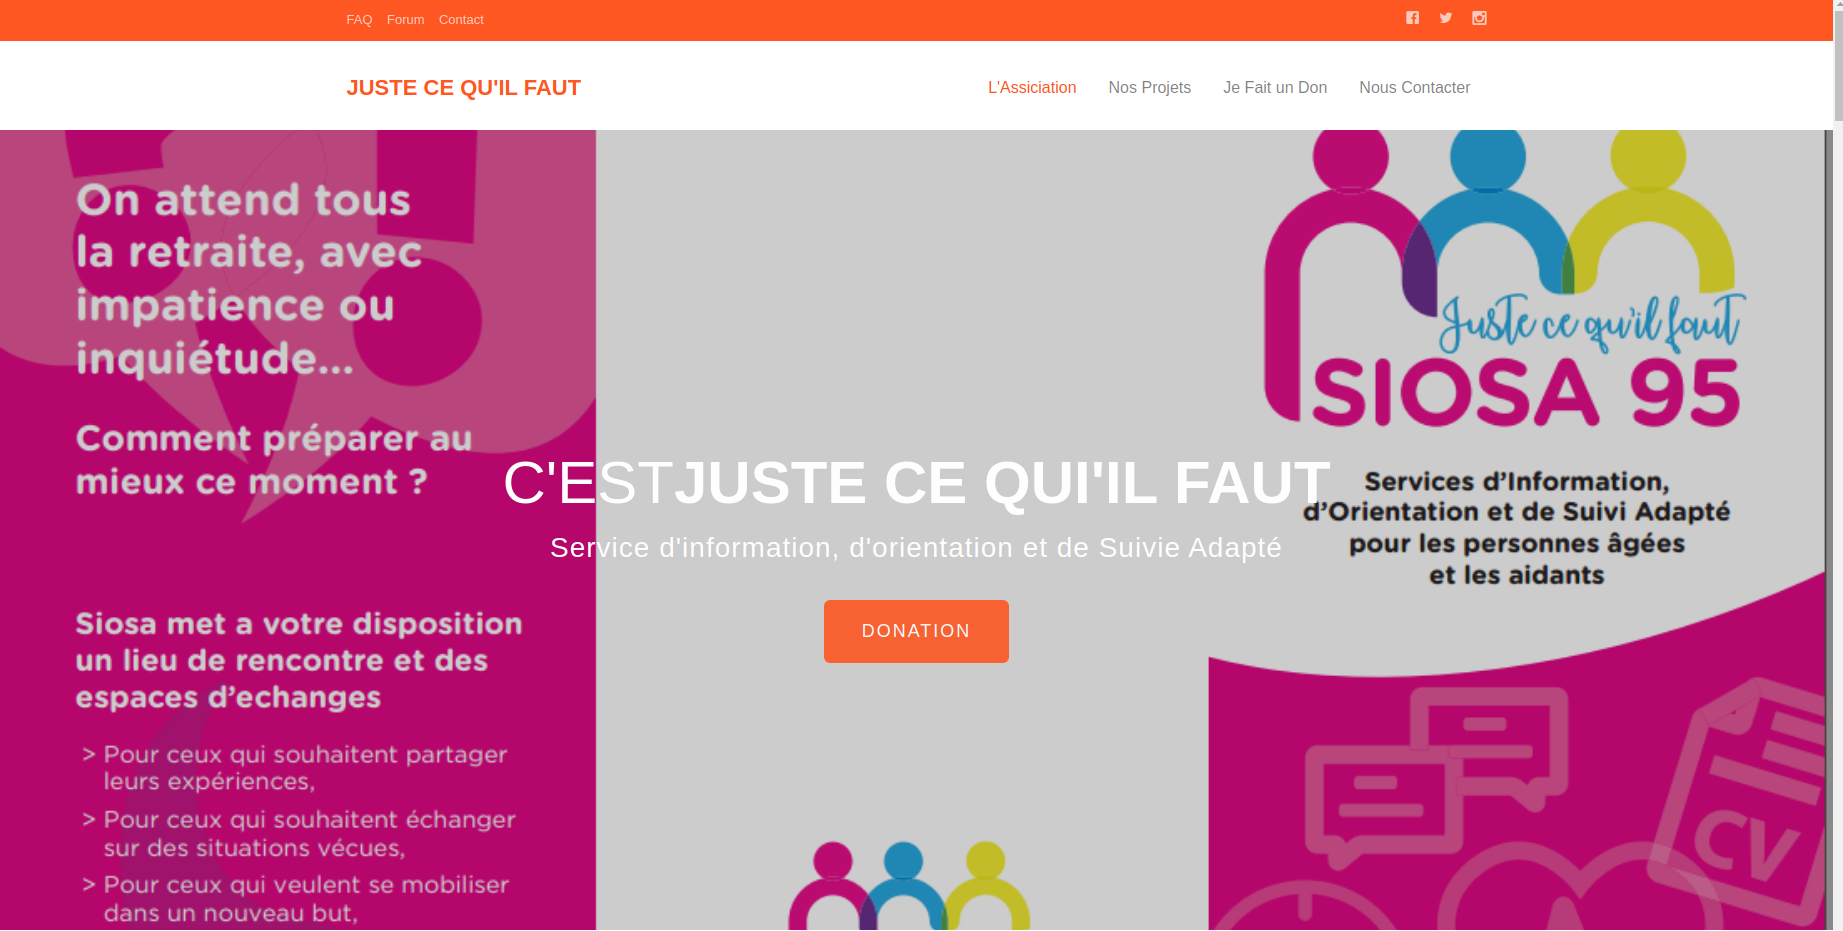 FAQ Forum Contact
JUSTE CE QU'IL FAUT
L'Assiciation Nos Projets Je Fait un Don Nous Contacter
On attend tous
la retraite, avec
impatience ou
inquiétude...
Comment préparer au
mieux ce moment ?
Siosa met a votre disposition
un lieu de rencontre et des
espaces d'echanges
> Pour ceux qui souhaitent partager
leurs expériences,
> Pour ceux qui souhaitent échanger
sur des situations vécues,
> Pour ceux qui veulent se mobiliser
dans un nouveau but,
C'ESTJUSTE CE QUI'IL FAUT
Service d'information, d'orientation et de Suivie Adapté
DONATION
Juste ce qu'il faut
SIOSA 95
Services d'Information,
d'Orientation et de Suivi Adapté
pour les personnes âgées
et les aidants
CV